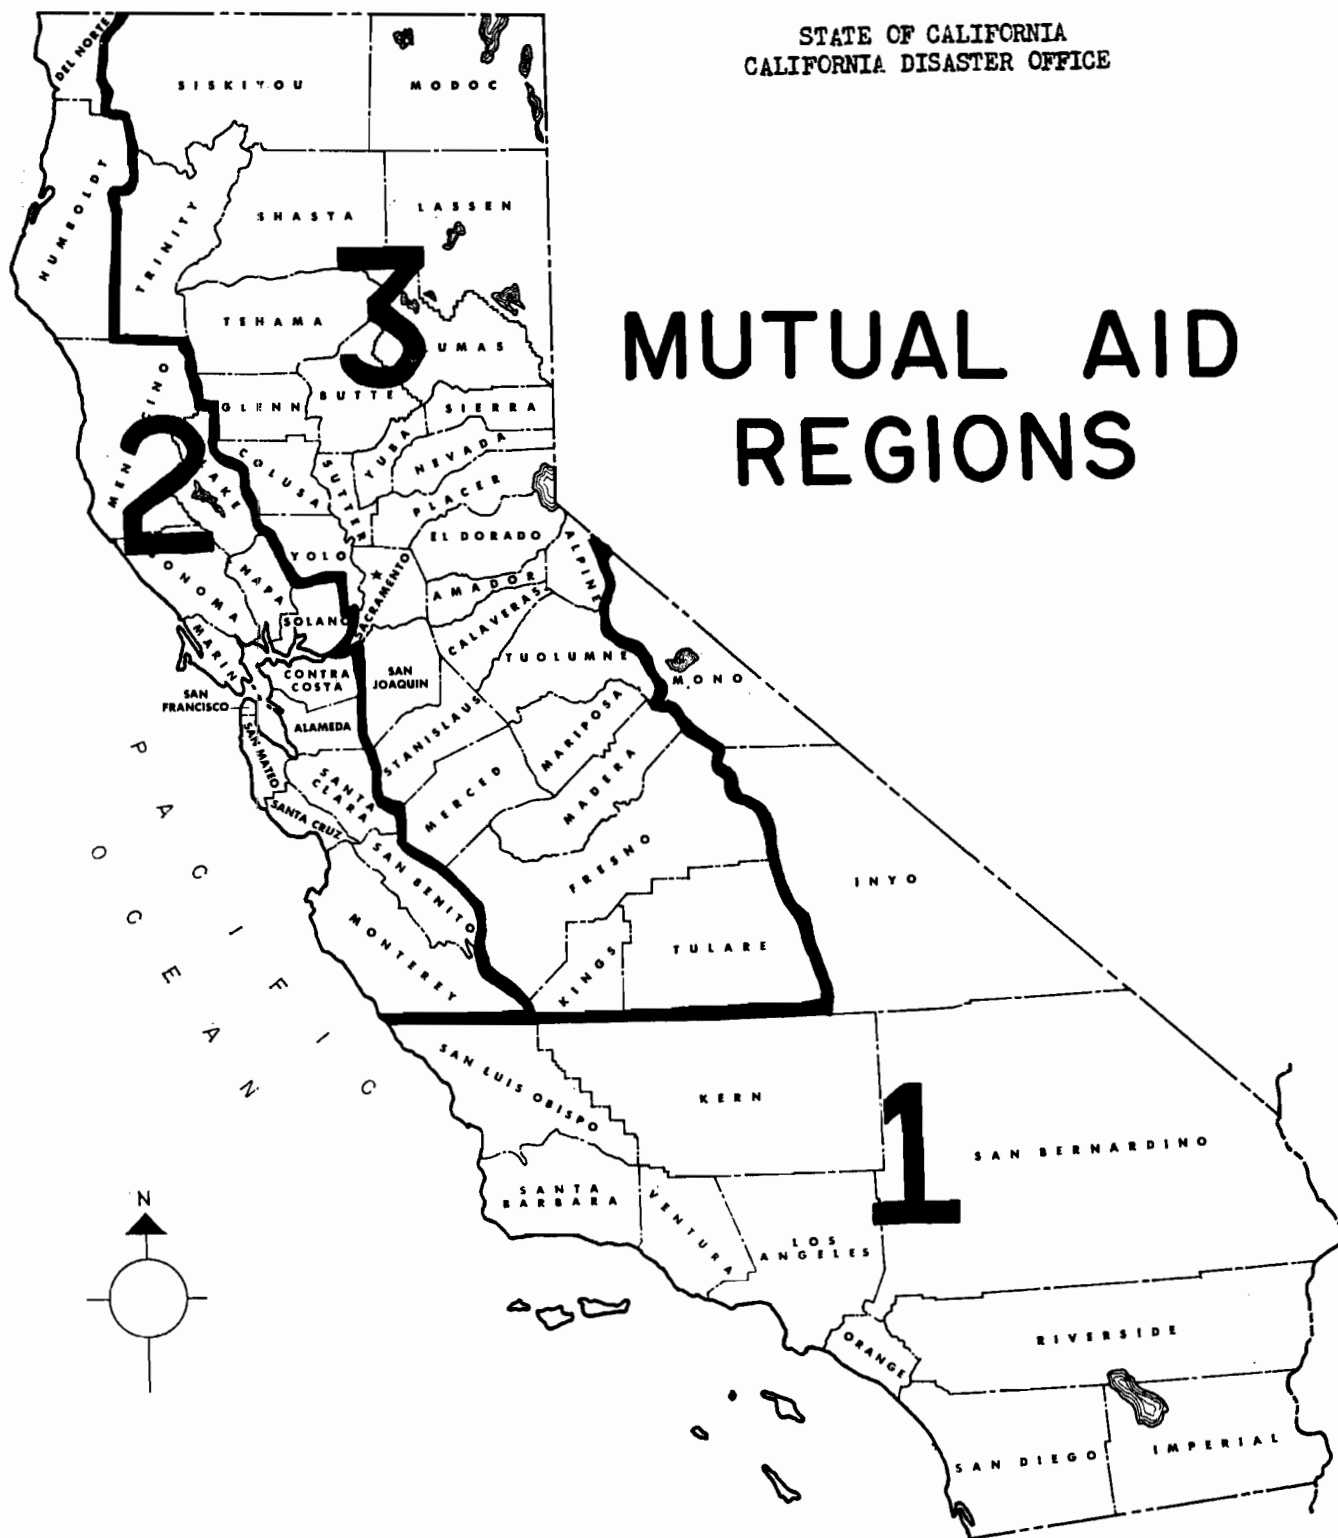 STATE OF CALIFORNIA
CALIFORNIA DISASTER OFFICE
MUTUAL AID
REGIONS
DEL NORTE
SISKIYOU
MODOC
HUMBOLDT
TRINITY
SHASTA
LASSEN
3
TEHAMA
UMAS
MEN CINO
GLENN
BUTTE
SIERRA
2
AKE
COLUSA
SUTTER
YUBA
NEVADA
PLACER
ONOMA
NAPA
YOLO
EL DORADO
ALPINE
SACRAMENTO
AMADOR
CALAVERAS
MARIN
SOLANO
CONTRA
COSTA
SAN
JOAQUIN
TUOLUMNE
MONO
SAN
FRANCISCO
ALAMEDA
STANISLAUS
MARIPOSA
SAN MATEO
SANTA
CLARA
MERCED
MADERA
SANTA CRUZ
SAN BENITO
FRESNO
INYO
MONTEREY
KINGS
TULARE
PACIFIC
OCEAN
SAN LUIS OBISPO
KERN
1
SAN BERNARDINO
SANTA
BARBARA
VENTURA
LOS
ANGELES
N
ORANGE
RIVERSIDE
SAN DIEGO
IMPERIAL